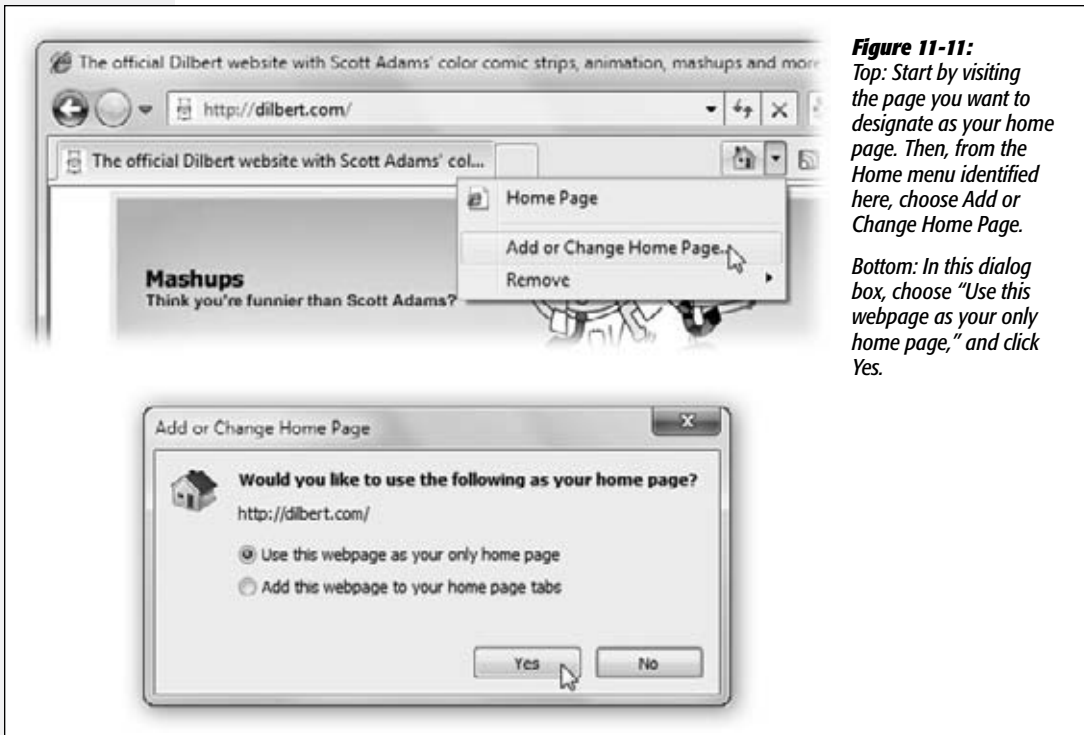 The official Dilbert website with Scott Adams' color comic strips, animation, mashups and more
http://dilbert.com/
The official Dilbert website with Scott Adams' col...
Home Page
Add or Change Home Page...
Remove
Mashups
Think you're funnier than Scott Adams?
Figure 11-11:
Top: Start by visiting
the page you want to
designate as your home
page. Then, from the
Home menu identified
here, choose Add or
Change Home Page.
Bottom: In this dialog
box, choose “Use this
webpage as your only
home page,” and click
Yes.
Add or Change Home Page
Would you like to use the following as your home page?
http://dilbert.com/
Use this webpage as your only home page
Add this webpage to your home page tabs
Yes
No